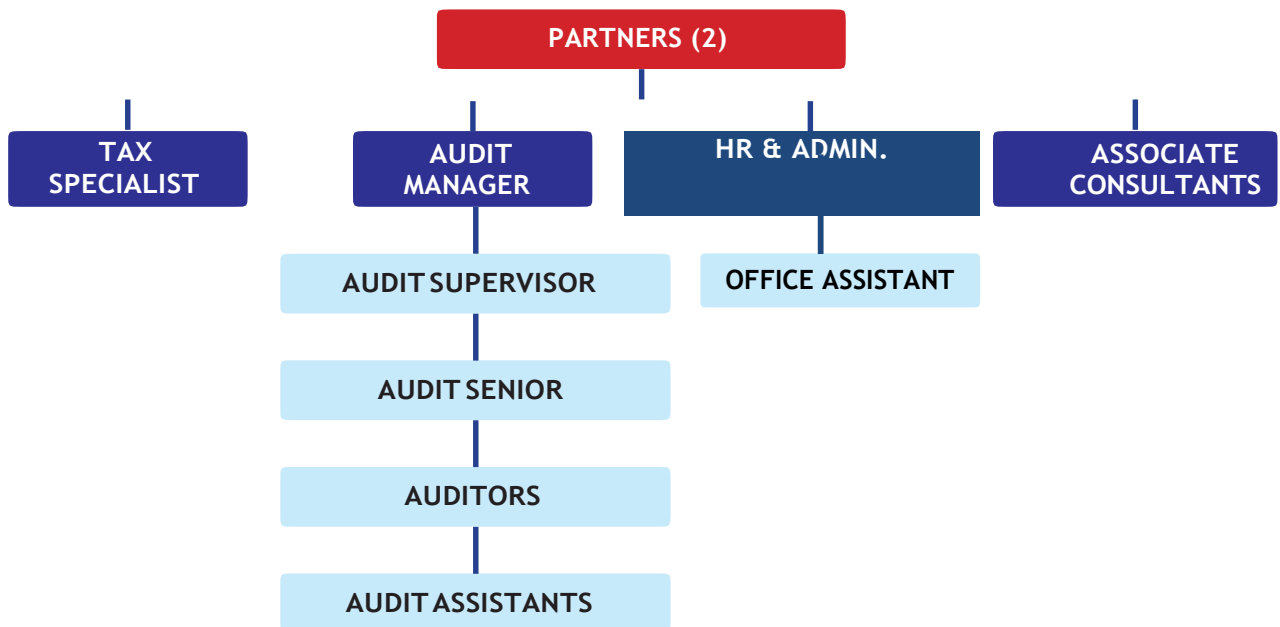 PARTNERS (2)
TAX
SPECIALIST
AUDIT
MANAGER
HR & ADMIN.
ASSOCIATE
CONSULTANTS
AUDIT SUPERVISOR
OFFICE ASSISTANT
AUDIT SENIOR
AUDITORS
AUDIT ASSISTANTS